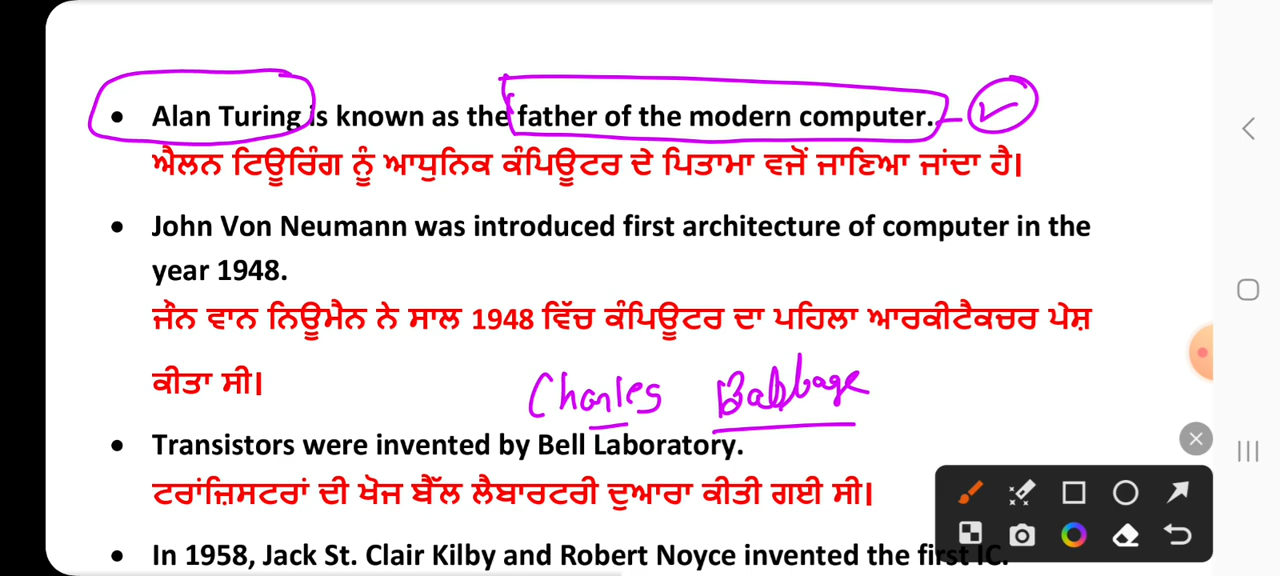 • Alan Turing is known as the father of the modern computer.
ਐਲਨ ਟਿਊਰਿੰਗ ਨੂੰ ਆਧੁਨਿਕ ਕੰਪਿਊਟਰ ਦੇ ਪਿਤਾਮਾ ਵਜੋਂ ਜਾਣਿਆ ਜਾਂਦਾ ਹੈ।
• John Von Neumann was introduced first architecture of computer in the
year 1948.
ਜੌਨ ਵਾਨ ਨਿਊਮੈਨ ਨੇ ਸਾਲ 1948 ਵਿੱਚ ਕੰਪਿਊਟਰ ਦਾ ਪਹਿਲਾ ਆਰਕੀਟੈਕਚਰ ਪੇਸ਼
ਕੀਤਾ ਸੀ।
Charles Babbage
• Transistors were invented by Bell Laboratory.
ਟਰਾਂਜ਼ਿਸਟਰਾਂ ਦੀ ਖੋਜ ਬੈੱਲ ਲੈਬਾਰਟਰੀ ਦੁਆਰਾ ਕੀਤੀ ਗਈ ਸੀ।
• In 1958, Jack St. Clair Kilby and Robert Noyce invented the first IC.